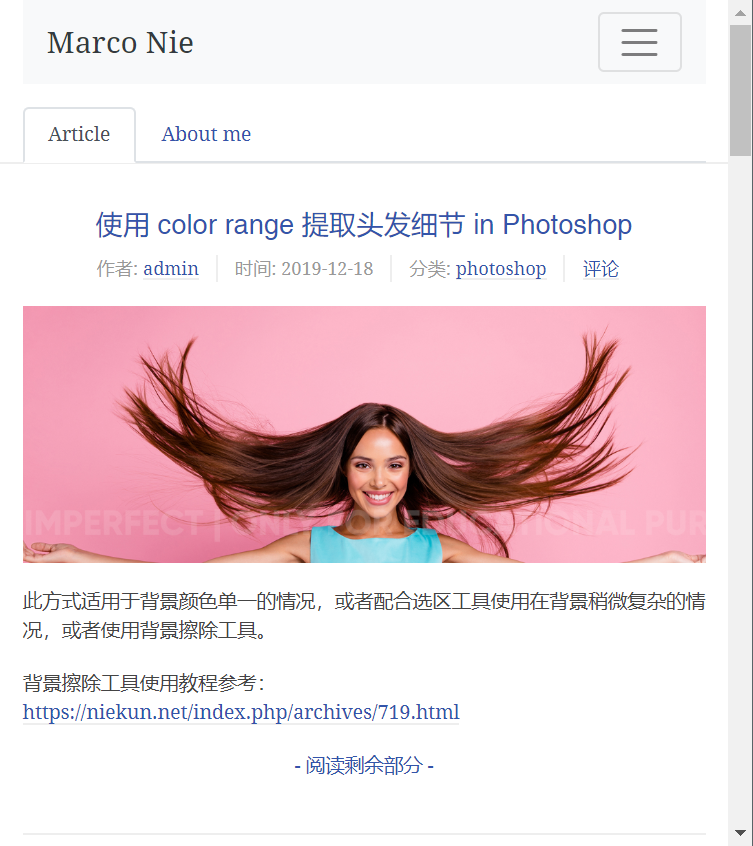 Marco Nie
Article
About me
使用 color range 提取头发细节 in Photoshop
作者: admin
时间: 2019-12-18
分类: photoshop
评论
IMPERFECT | ONLY FOR EDUCATIONAL PUR
此方式适用于背景颜色单一的情况，或者配合选区工具使用在背景稍微复杂的情
况，或者使用背景擦除工具。
背景擦除工具使用教程参考：
https://niekun.net/index.php/archives/719.html
- 阅读剩余部分 -